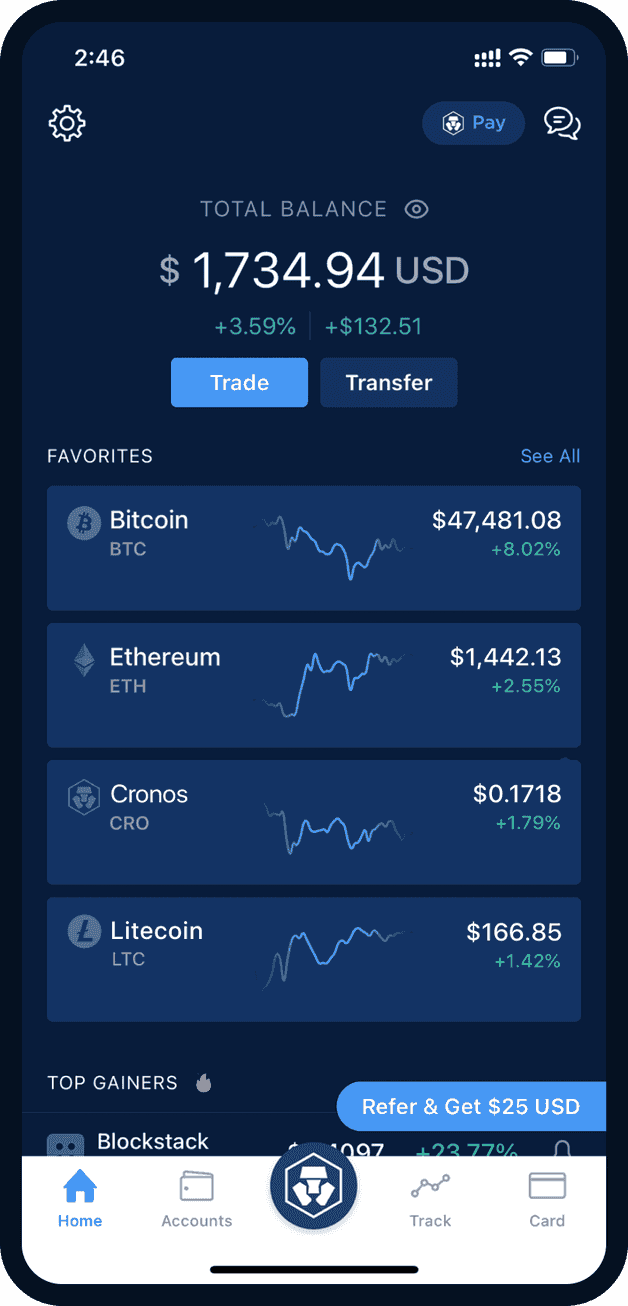 2:46
Pay
TOTAL BALANCE
$ 1,734.94 USD
+3.59% +$132.51
Trade Transfer
FAVORITES See All
Bitcoin $47,481.08
BTC +8.02%
Ethereum $1,442.13
ETH +2.55%
Cronos $0.1718
CRO +1.79%
Litecoin $166.85
LTC +1.42%
TOP GAINERS
Refer & Get $25 USD
Blockstack +23.77%
Home Accounts Track Card